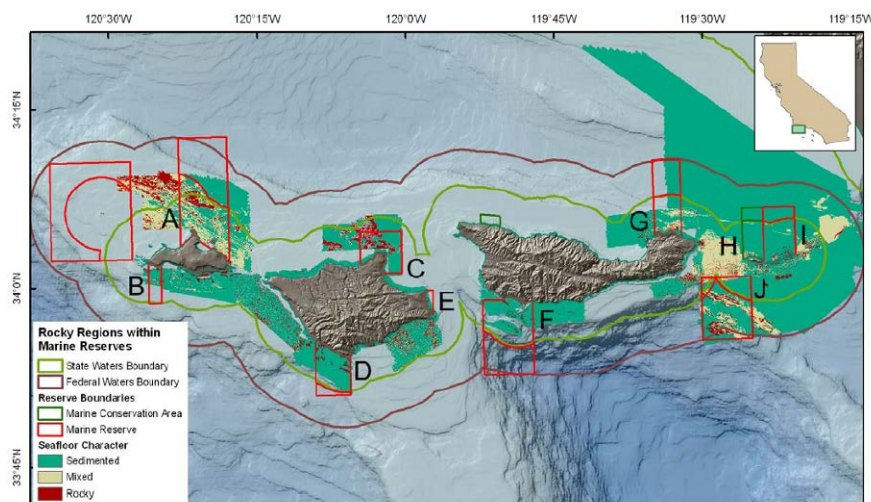 120°30'W 120°15'W 120°0'W 119°45'W 119°30'W 119°15'W
34°15'N
34°0'N
33°45'N
A
B
C
D
E
F
G
H
I
J
Rocky Regions within
Marine Reserves
State Waters Boundary
Federal Waters Boundary
Reserve Boundaries
Marine Conservation Area
Marine Reserve
Seafloor Character
Sedimented
Mixed
Rocky